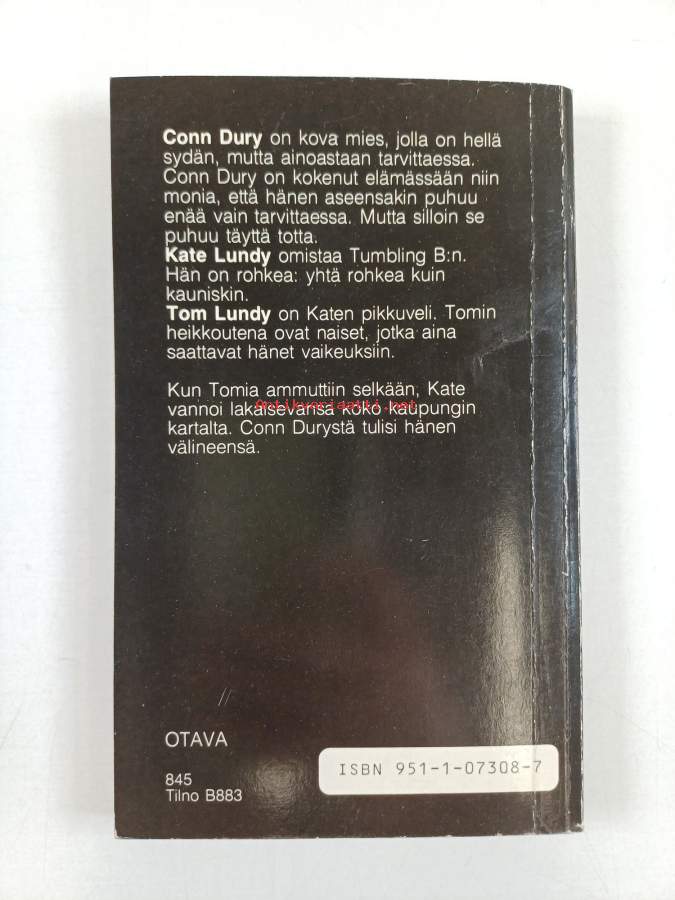 Conn Dury on kova mies, jolla on hellä
sydän, mutta ainoastaan tarvittaessa.
Conn Dury on kokenut elämässään niin
monia, että hänen aseensakin puhuu
enää vain tarvittaessa. Mutta silloin se
puhuu täyttä totta.
Kate Lundy omistaa Tumbling B:n.
Hän on rohkea: yhtä rohkea kuin
kauniskin.
Tom Lundy on Katen pikkuveli. Tomin
heikkoutena ovat naiset, jotka aina
saattavat hänet vaikeuksiin.
Kun Tomia ammuttiin selkään, Kate
vannoi lakaisevansa koko kaupungin
Antikvariaatti.net
kartalta. Conn Durystä tulisi hänen
välineensä.
OTAVA
ISBN 951-1-07308-7
845
Tilno B883